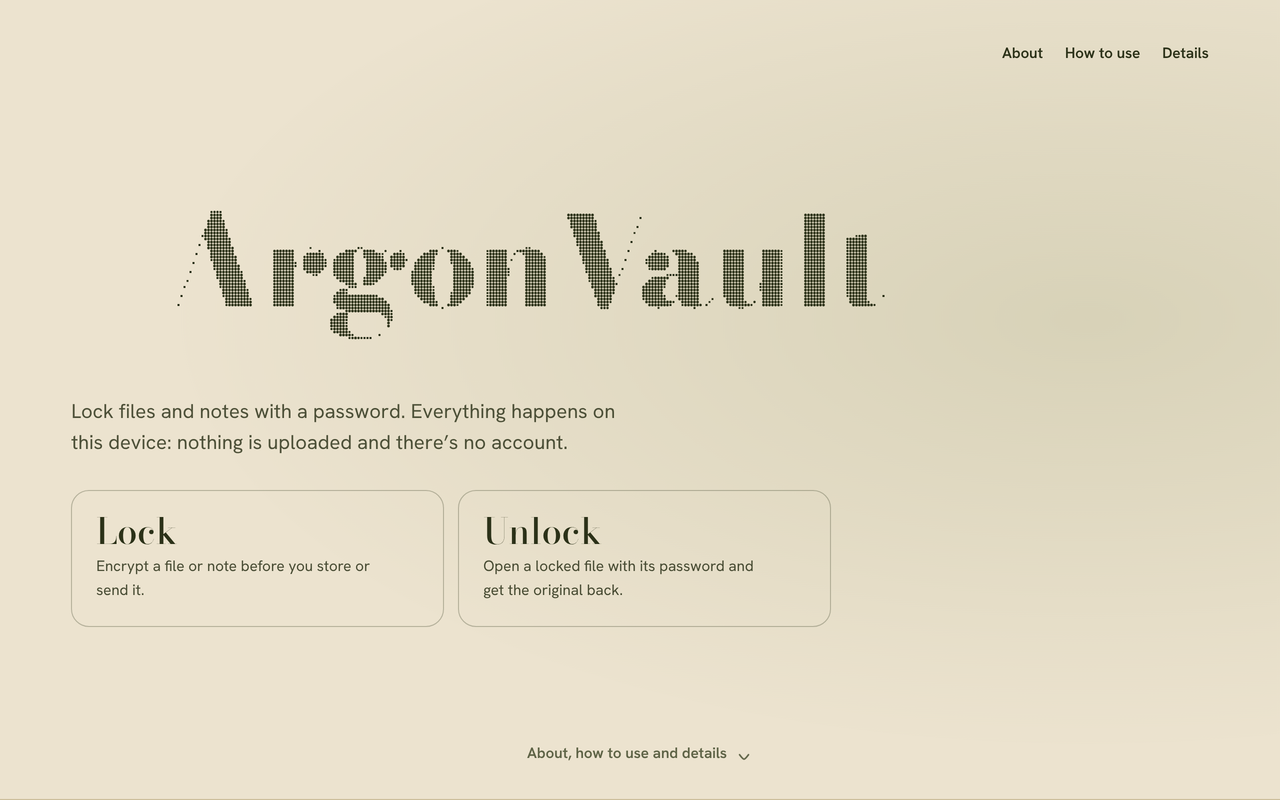 About How to use Details
ArgonVault
Lock files and notes with a password. Everything happens on
this device: nothing is uploaded and there’s no account.
Lock
Encrypt a file or note before you store or
send it.
Unlock
Open a locked file with its password and
get the original back.
About, how to use and details